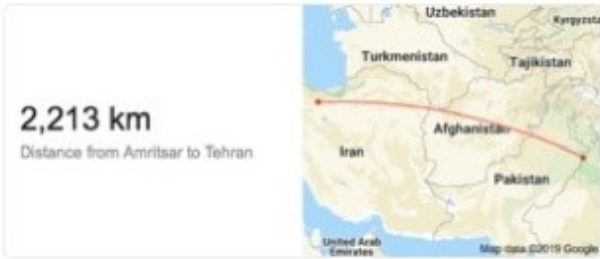 2,213 km
Distance from Amritsar to Tehran
Uzbekistan
Kyrgyzsta
Turkmenistan
Tajikistan
Afghanistan
Iran
Pakistan
United Arab
Emirates
Map data ©2019 Google